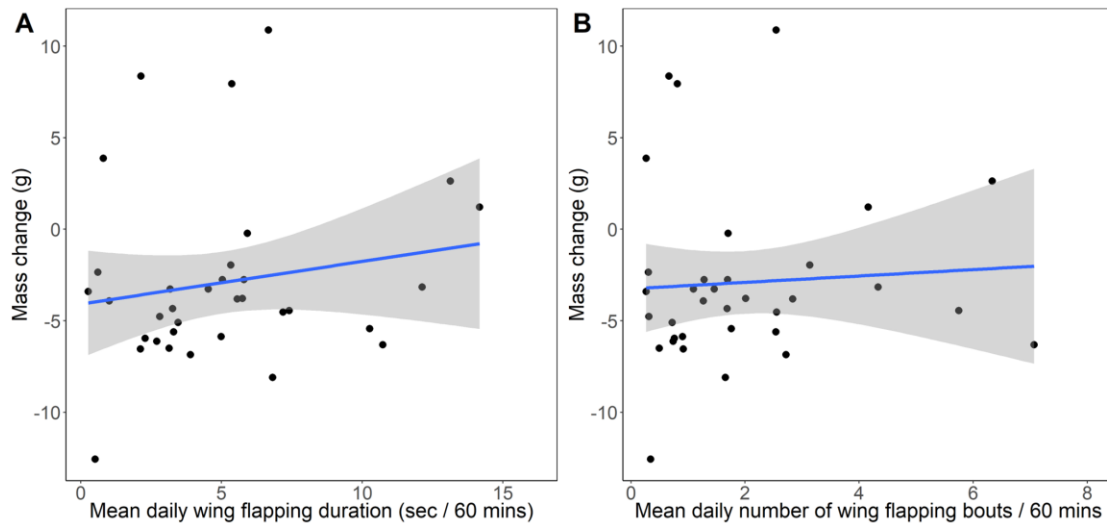 A
B
Mass change (g)
10
5
0
-5
-10
0 5 10 15
Mean daily wing flapping duration (sec / 60 mins)
Mass change (g)
10
5
0
-5
-10
0 2 4 6 8
Mean daily number of wing flapping bouts / 60 mins